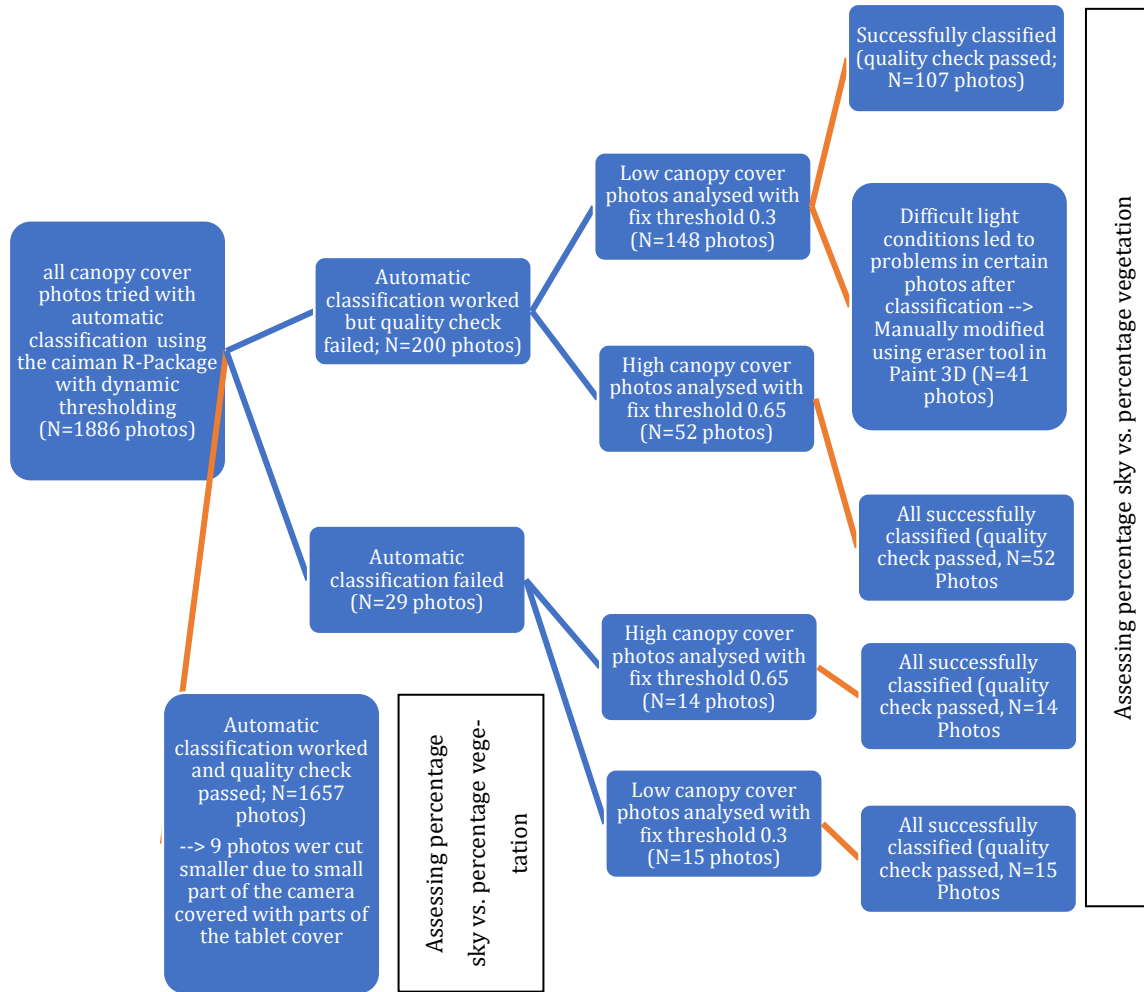 all canopy cover
photos tried with
automatic
classification using
the caiman R-Package
with dynamic
thresholding
(N=1886 photos)
Automatic
classification worked
but quality check
failed; N=200 photos)
Automatic
classification failed
(N=29 photos)
Automatic
classification worked
and quality check
passed; N=1657
photos)
--> 9 photos wer cut
smaller due to small
part of the camera
covered with parts of
the tablet cover
Assessing percentage
sky vs. percentage vege-
tation
Low canopy cover
photos analysed with
fix threshold 0.3
(N=148 photos)
High canopy cover
photos analysed with
fix threshold 0.65
(N=52 photos)
High canopy cover
photos analysed with
fix threshold 0.65
(N=14 photos)
Low canopy cover
photos analysed with
fix threshold 0.3
(N=15 photos)
Successfully classified
(quality check passed;
N=107 photos)
Difficult light
conditions led to
problems in certain
photos after
classification -->
Manually modified
using eraser tool in
Paint 3D (N=41
photos)
All successfully
classified (quality
check passed, N=52
Photos
All successfully
classified (quality
check passed, N=14
Photos
All successfully
classified (quality
check passed, N=15
Photos
Assessing percentage sky vs. percentage vegetation